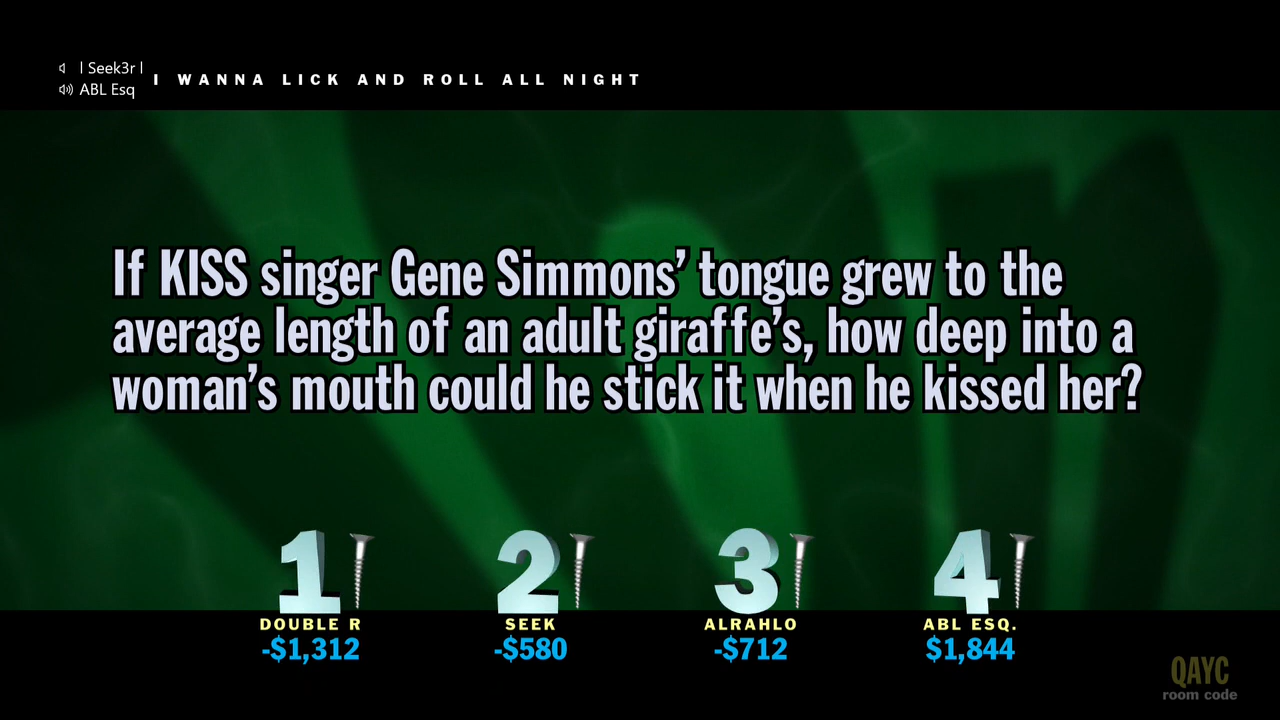 l Seek3r l
ABL Esq
I WANNA LICK AND ROLL ALL NIGHT
If KISS singer Gene Simmons’ tongue grew to the
average length of an adult giraffe’s, how deep into a
woman’s mouth could he stick it when he kissed her?
1 2 3 4
DOUBLE R SEEK ALRAHLO ABL ESQ.
-$1,312 -$580 -$712 $1,844
QAYC
room code